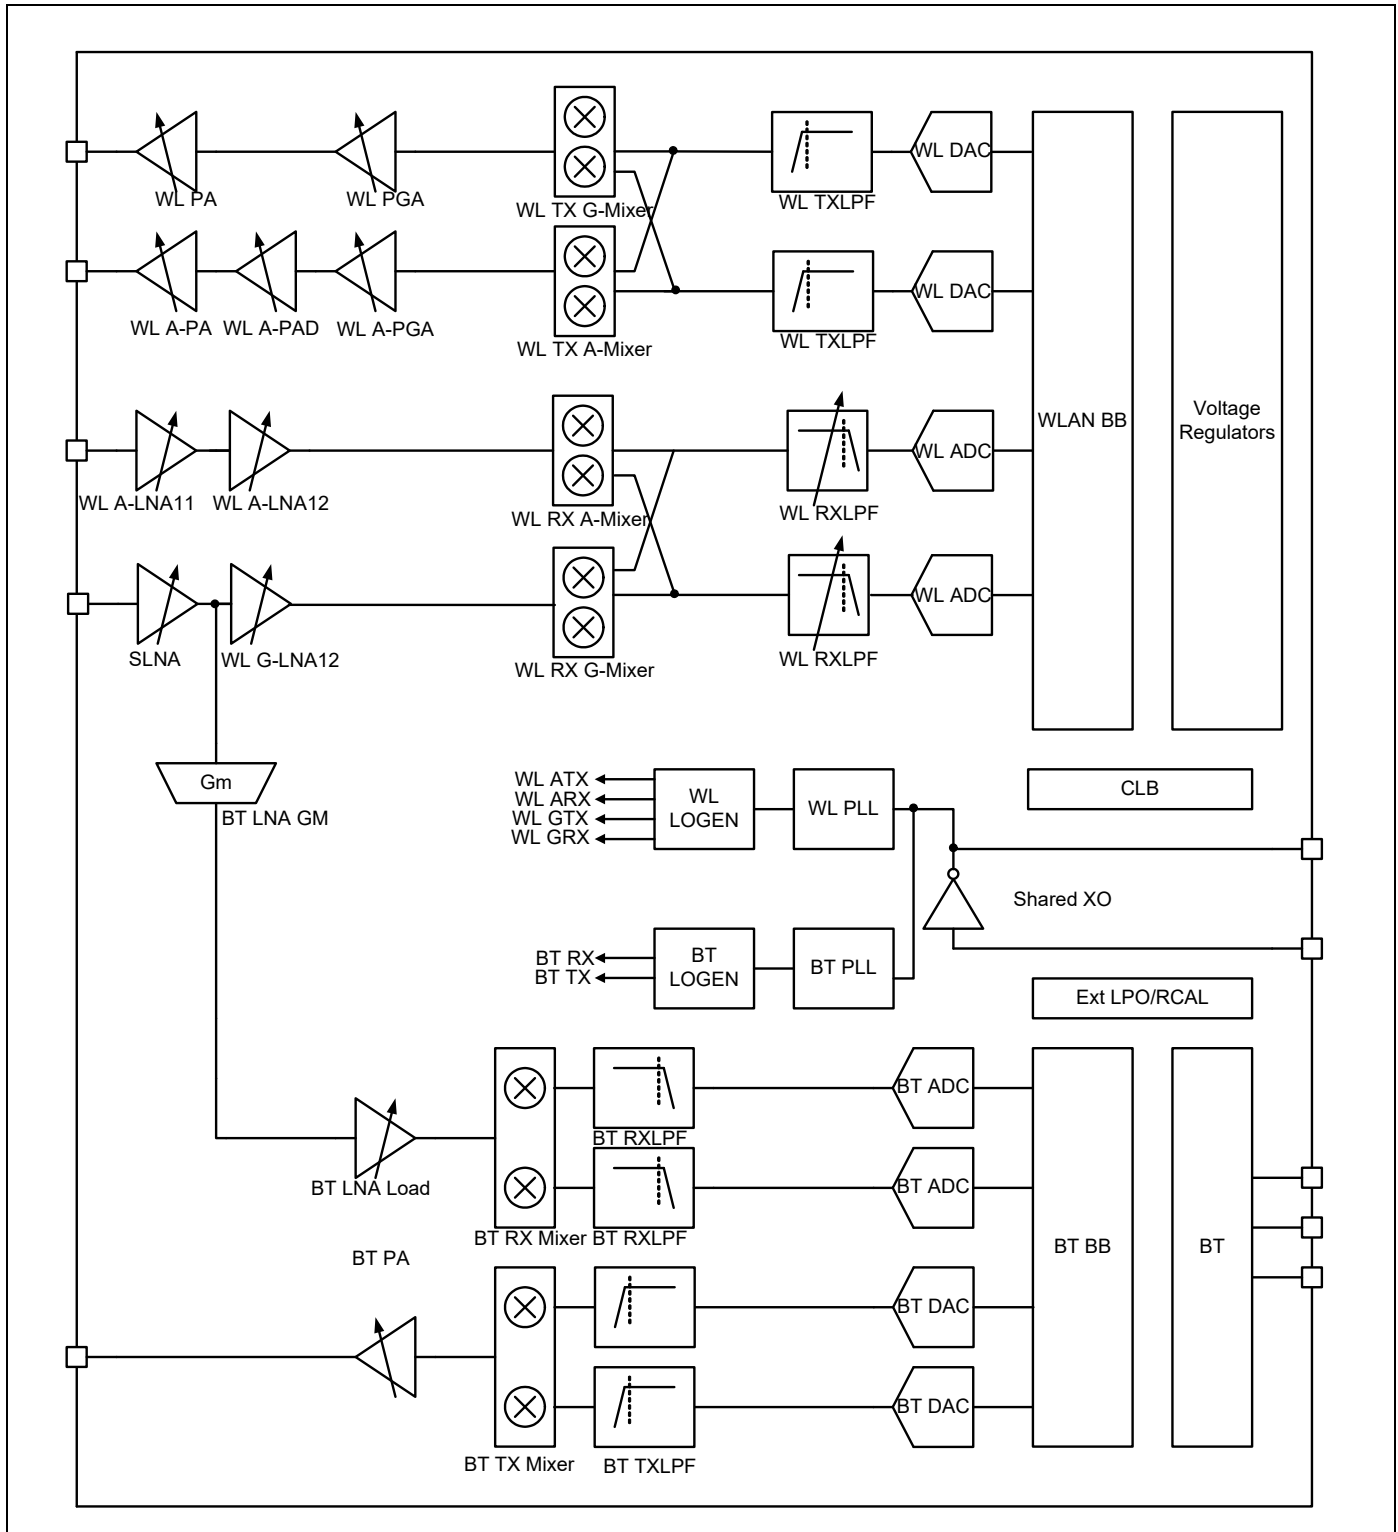 WL DAC
WL PA
WL PGA
WL TX G-Mixer
WL TXLPF
WL DAC
WL A-PA
WL A-PAD
WL A-PGA
WL TX A-Mixer
WL TXLPF
WLAN BB
Voltage
Regulators
WL ADC
WL A-LNA11
WL A-LNA12
WL RX A-Mixer
WL RXLPF
WL ADC
SLNA
WL G-LNA12
WL RX G-Mixer
WL RXLPF
Gm
BT LNA GM
WL ATX
WL ARX
WL GTX
WL GRX
WL
LOGEN
WL PLL
CLB
Shared XO
BT RX
BT TX
BT
LOGEN
BT PLL
Ext LPO/RCAL
BT ADC
BT RXLPF
BT LNA Load
BT ADC
BT RX Mixer
BT RXLPF
BT BB
BT
BT PA
BT DAC
BT DAC
BT TX Mixer
BT TXLPF